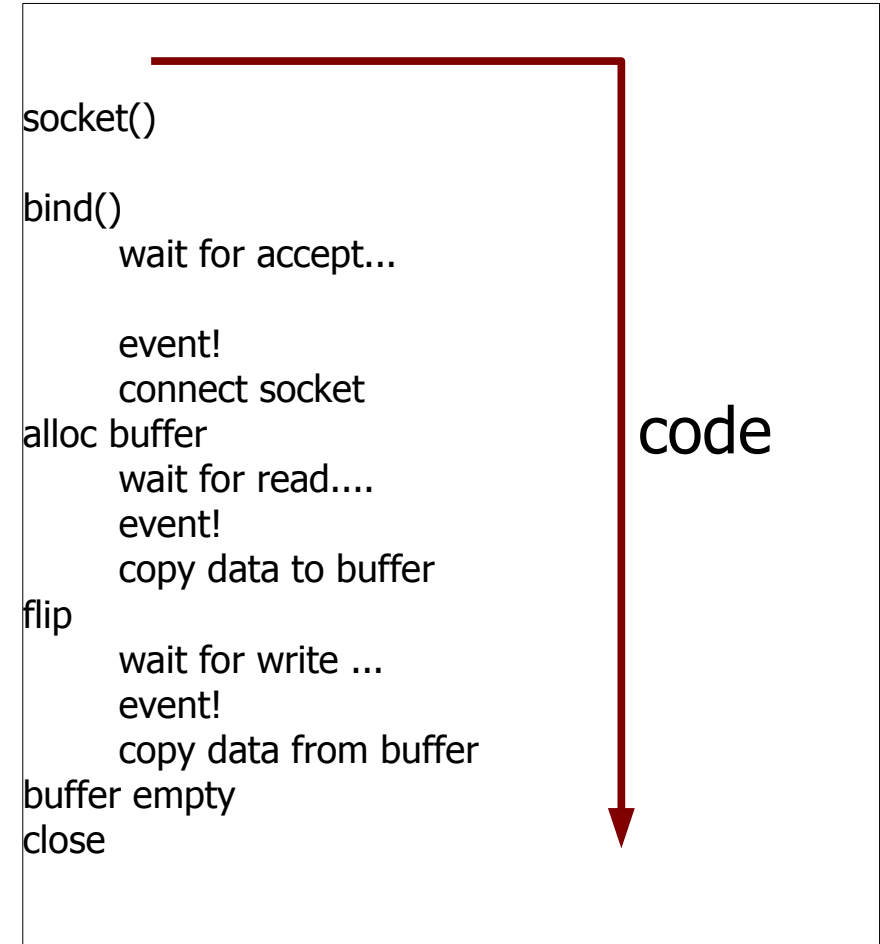 socket()
bind()
wait for accept...
event!
connect socket
alloc buffer
wait for read....
event!
copy data to buffer
flip
wait for write ...
event!
copy data from buffer
buffer empty
close
code